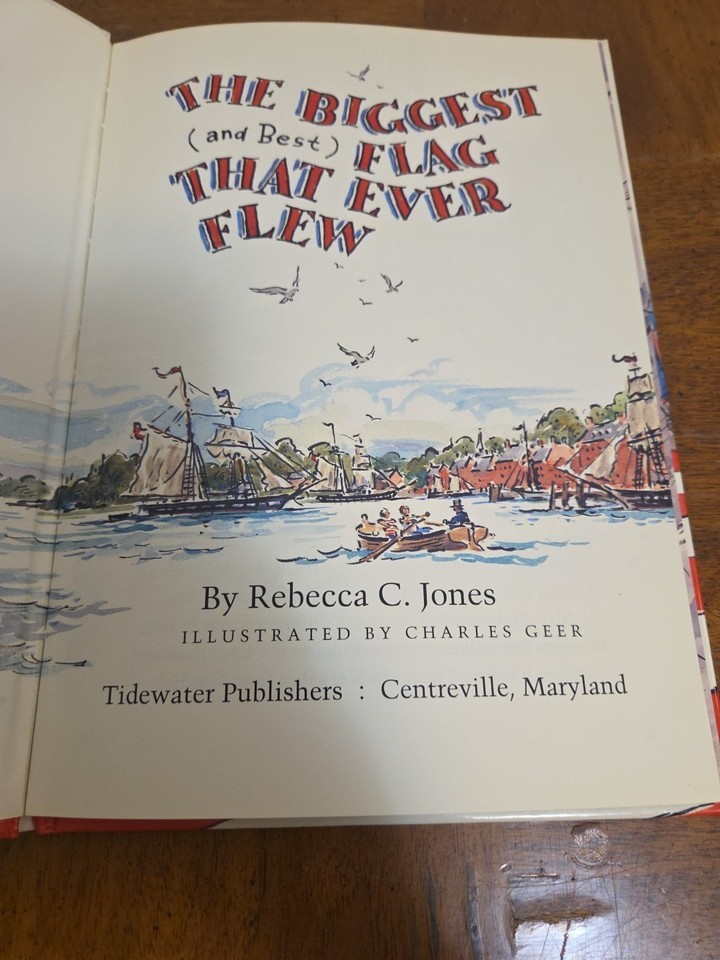 THE BIGGEST
(and Best) FLAG
THAT EVER
FLEW
By Rebecca C. Jones
ILLUSTRATED BY CHARLES GEER
Tidewater Publishers : Centreville, Maryland